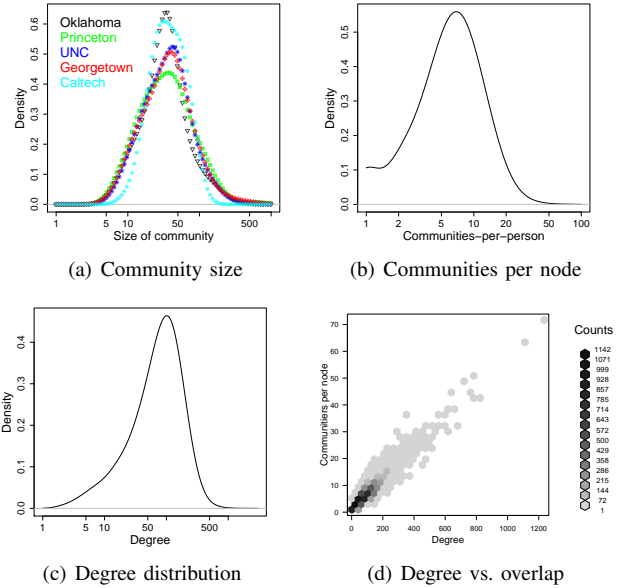 Oklahoma
Princeton
UNC
Georgetown
Caltech
Density
0.0 0.1 0.2 0.3 0.4 0.5 0.6
1 5 10 50 500
Size of community
(a) Community size
Density
0.0 0.1 0.2 0.3 0.4 0.5
1 2 5 10 20 50 100
Communities−per−person
(b) Communities per node
Density
0.0 0.1 0.2 0.3 0.4
1 5 10 50 500
Degree
(c) Degree distribution
Communitiers per node
0 10 20 30 40 50 60 70
0 200 400 600 800 1000 1200
Degree
Counts
1142
1071
999
928
857
785
714
643
572
500
429
358
286
215
144
72
1
(d) Degree vs. overlap